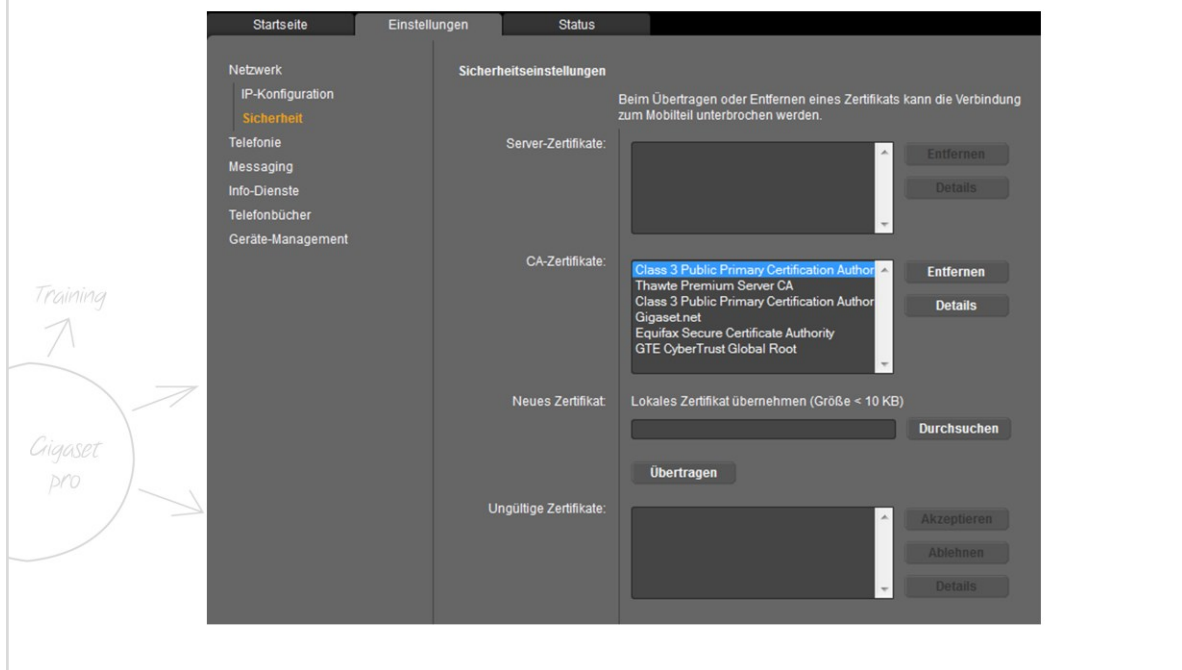 Startseite
Einstellungen
Status
Netzwerk
IP-Konfiguration
Sicherheit
Telefonie
Messaging
Info-Dienste
Telefonbücher
Geräte-Management
Sicherheitseinstellungen
Beim Übertragen oder Entfernen eines Zertifikats kann die Verbindung
zum Mobilteil unterbrochen werden.
Server-Zertifikate:
Entfernen
Details
CA-Zertifikate:
Class 3 Public Primary Certification Author
Thawte Premium Server CA
Class 3 Public Primary Certification Author
Gigaset.net
Equifax Secure Certificate Authority
GTE CyberTrust Global Root
Entfernen
Details
Neues Zertifikat:
Lokales Zertifikat übernehmen (Größe < 10 KB)
Durchsuchen
Übertragen
Ungültige Zertifikate:
Akzeptieren
Ablehnen
Details
Training
Gigaset
pro